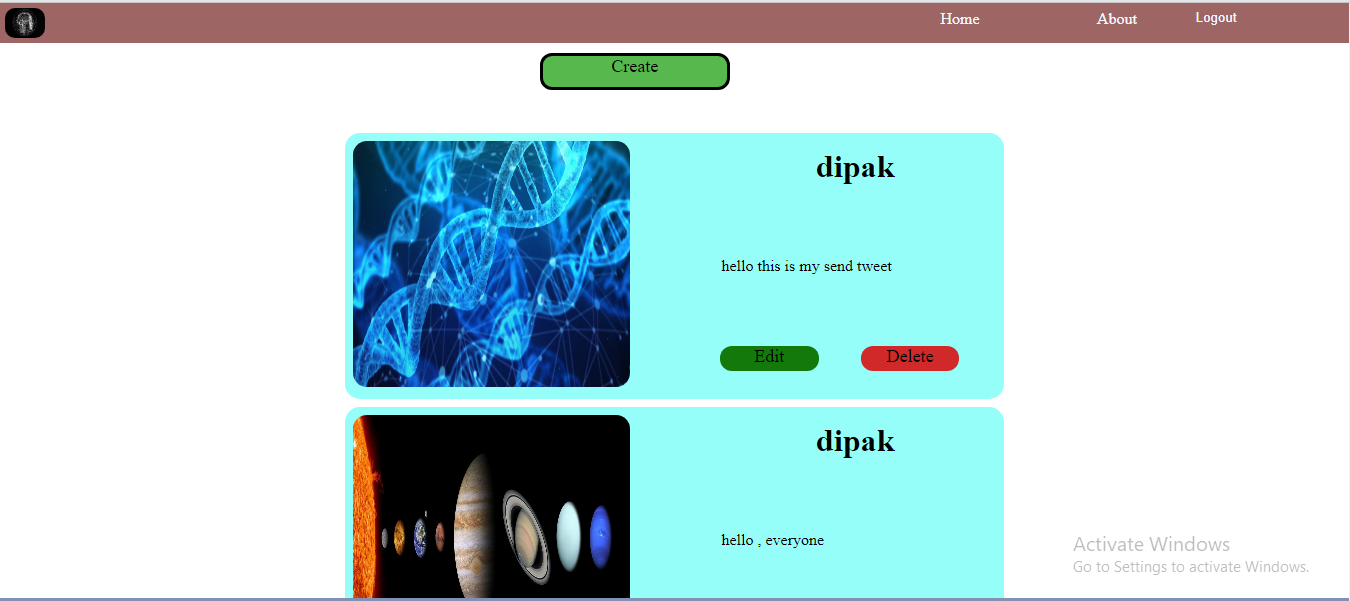 Home About Logout
Create
dipak
hello this is my send tweet
Edit Delete
dipak
hello , everyone
Activate Windows
Go to Settings to activate Windows.